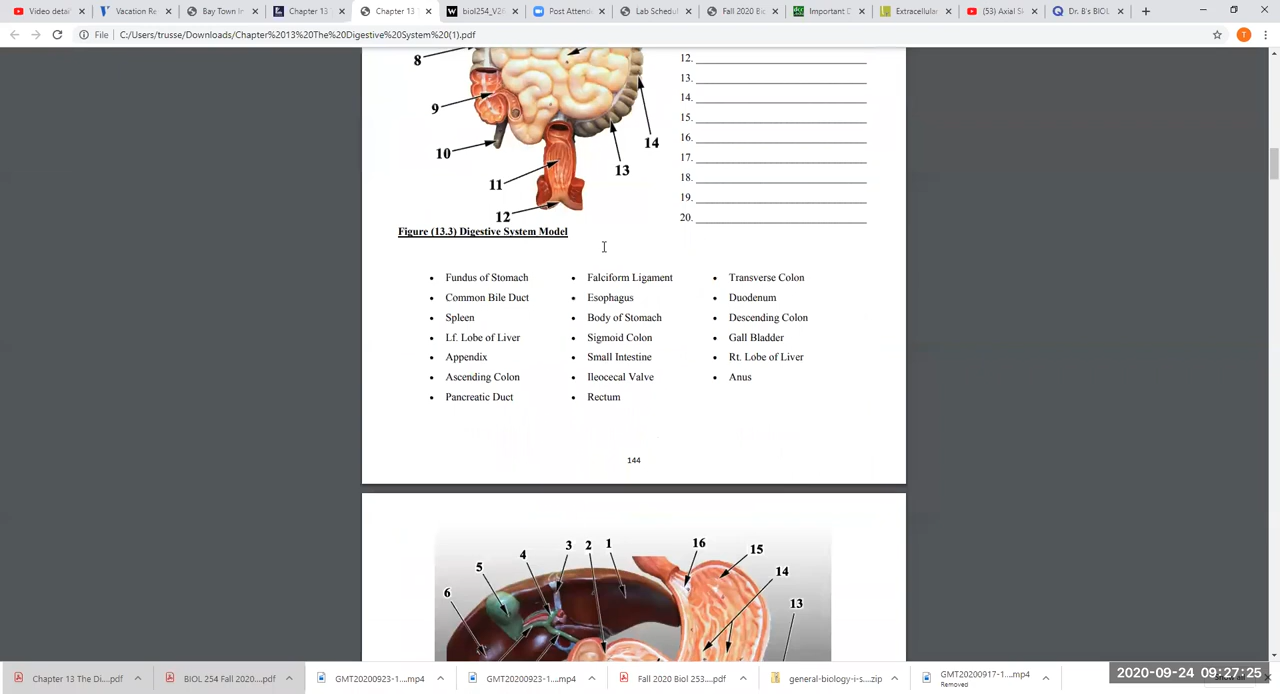 Video detai
Vacation Re
Bay Town In
Chapter 13
Chapter 13
biol254_V2
Post Attend
Lab Schedul
Fall 2020 Bi
Important D
Extracellula
(53) Axial S
Dr. B's BIOL
File C:/Users/trusse/Downloads/Chapter%2013%20The%20Digestive%20System%20(1).pdf
T
8
9
10
11
12
13
14
12.
13.
14.
15.
16.
17.
18.
19.
20.
Figure (13.3) Digestive System Model
• Fundus of Stomach
• Common Bile Duct
• Spleen
• Lf. Lobe of Liver
• Appendix
• Ascending Colon
• Pancreatic Duct
• Falciform Ligament
• Esophagus
• Body of Stomach
• Sigmoid Colon
• Small Intestine
• Ileocecal Valve
• Rectum
• Transverse Colon
• Duodenum
• Descending Colon
• Gall Bladder
• Rt. Lobe of Liver
• Anus
144
1
2
3
4
5
6
16
15
14
13
Chapter 13 The Di....pdf
BIOL 254 Fall 2020....pdf
GMT20200923-1....mp4
GMT20200923-1....mp4
Fall 2020 Biol 253....pdf
general-biology-i-s....zip
GMT20200917-1....mp4
Removed
2020-09-24 09:27:25